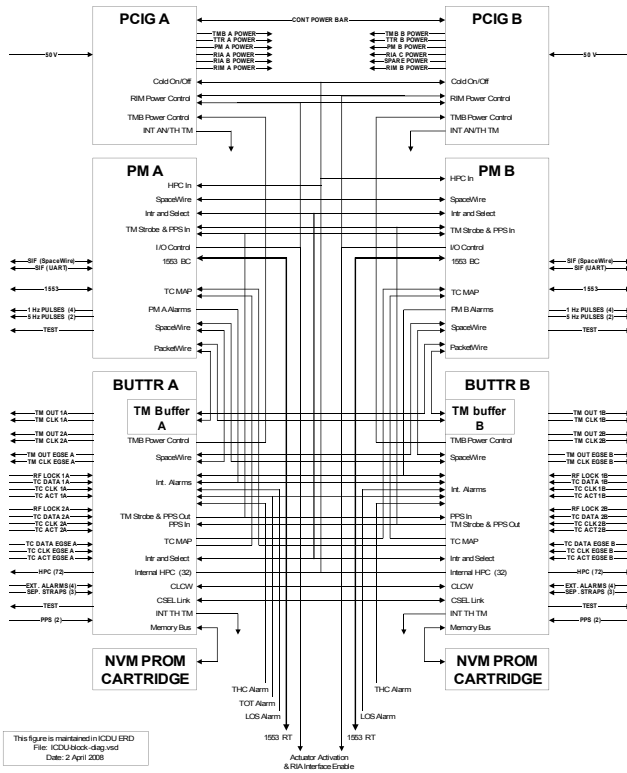 PCIG A
CONT POWER BAR
PCIG B
TMB A POWER
TTR A POWER
PM A POWER
RIA A POWER
RIA B POWER
RIM A POWER
TMB B POWER
TTR B POWER
PM B POWER
RIA C POWER
SPARE POWER
RIM B POWER
50 V
50 V
Cold On/Off
RIM Power Control
TMB Power Control
INT AN/TH TM
Cold On/Off
RIM Power Control
TMB Power Control
INT AN/TH TM
PM A
HPC In
SpaceWire
Intr and Select
TM Strobe & PPS In
I/O Control
1553 BC
TC MAP
PM A Alarms
SpaceWire
PacketWire
SIF (SpaceWire)
SIF (UART)
1553
1 Hz PULSES (4)
5 Hz PULSES (2)
TEST
PM B
HPC In
SpaceWire
Intr and Select
TM Strobe & PPS In
I/O Control
1553 BC
TC MAP
PM B Alarms
SpaceWire
PacketWire
SIF (SpaceWire)
SIF (UART)
1553
1 Hz PULSES (4)
5 Hz PULSES (2)
TEST
BUTTR A
TM Buffer
A
TMB Power Control
SpaceWire
Int. Alarms
TM Strobe & PPS Out
PPS In
TC MAP
Intr and Select
Internal HPC (32)
CLCW
CSEL Link
INT TH TM
Memory Bus
TM OUT 1A
TM CLK 1A
TM OUT 2A
TM CLK 2A
TM OUT EGSE A
TM CLK EGSE A
RF LOCK 1A
TC DATA 1A
TC CLK 1A
TC ACT 1A
RF LOCK 2A
TC DATA 2A
TC CLK 2A
TC ACT 2A
TC DATA EGSE A
TC CLK EGSE A
TC ACT EGSE A
HPC (72)
EXT. ALARMS(4)
SEP. STRAPS (3)
TEST
PPS (2)
BUTTR B
TM buffer
B
TMB Power Control
SpaceWire
Int. Alarms
PPS In
TM Strobe & PPS Out
TC MAP
Intr and Select
Internal HPC (32)
CLCW
CSEL Link
INT TH TM
Memory Bus
TM OUT 1B
TM CLK 1B
TM OUT 2B
TM CLK 2B
TM OUT EGSE B
TM CLK EGSE B
RF LOCK 1B
TC DATA 1B
TC CLK 1B
TC ACT 1B
RF LOCK 2B
TC DATA 2B
TC CLK 2B
TC ACT 2B
TC DATA EGSE B
TC CLK EGSE B
TC ACT EGSE B
HPC (72)
EXT. ALARMS(4)
SEP. STRAPS (3)
TEST
PPS (2)
NVM PROM
CARTRIDGE
NVM PROM
CARTRIDGE
THC Alarm
TOT Alarm
LOS Alarm
1553 RT
THC Alarm
LOS Alarm
1553 RT
Actuator Activation
& RIA Interface Enable
This figure is maintained in ICDU ERD
File: ICDU-block-diag.vsd
Date: 2 April 2008